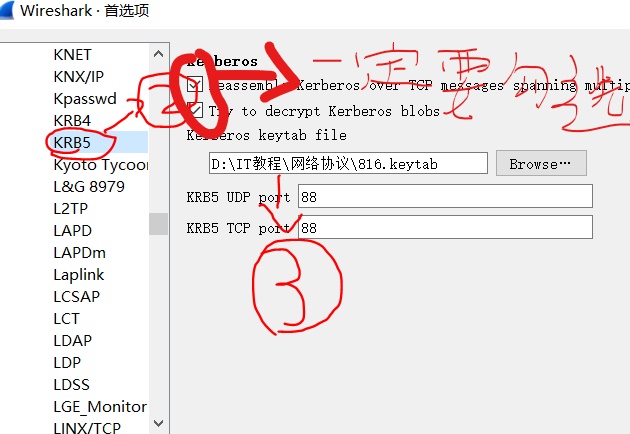 Wireshark · 首选项
KNET
KNX/IP
Kpasswd
KRB4
KRB5
Kyoto Tycoon
L&G 8979
L2TP
LAPD
LAPDm
Laplink
LCSAP
LCT
LDAP
LDP
LDSS
LGE_Monitor
LINX/TCP
2
Kerberos
一定要勾选
Reassemble Kerberos over TCP messages spanning multip
Try to decrypt Kerberos blobs
Kerberos keytab file
D:\IT教程\网络协议\816.keytab
Browse…
KRB5 UDP port 88
KRB5 TCP port 88
3